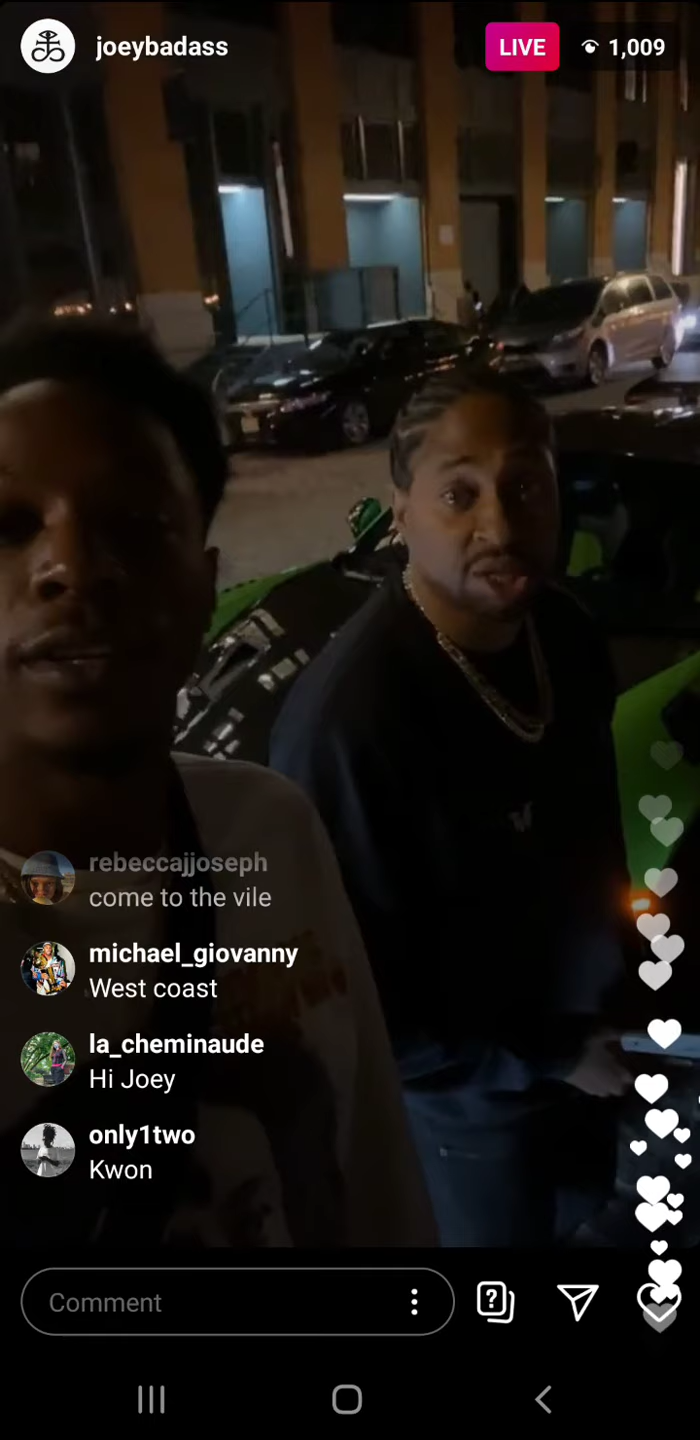 joeybadass
LIVE
1,009
rebeccajjoseph
come to the vile
michael_giovanny
West coast
la_cheminaude
Hi Joey
only1two
Kwon
Comment
?